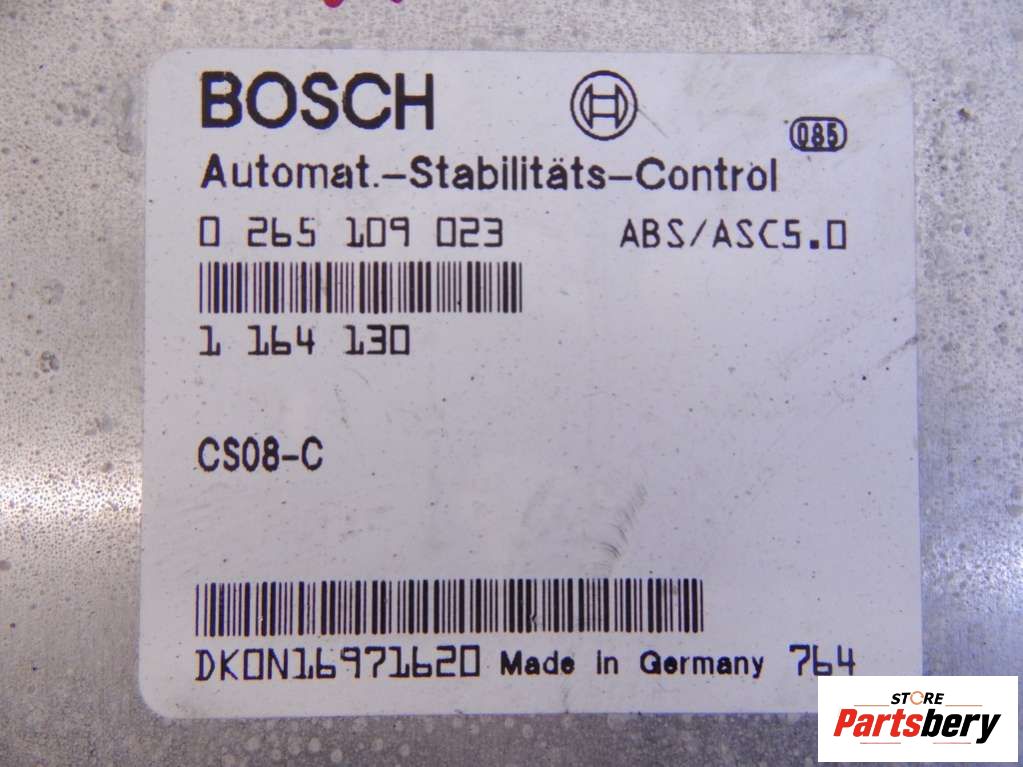 BOSCH
085
Automat.-Stabilitäts-Control
0 265 109 023 ABS/ASC5.0
1 164 130
CS08-C
DK0N16971620 Made in Germany 764
STORE
Partsbery